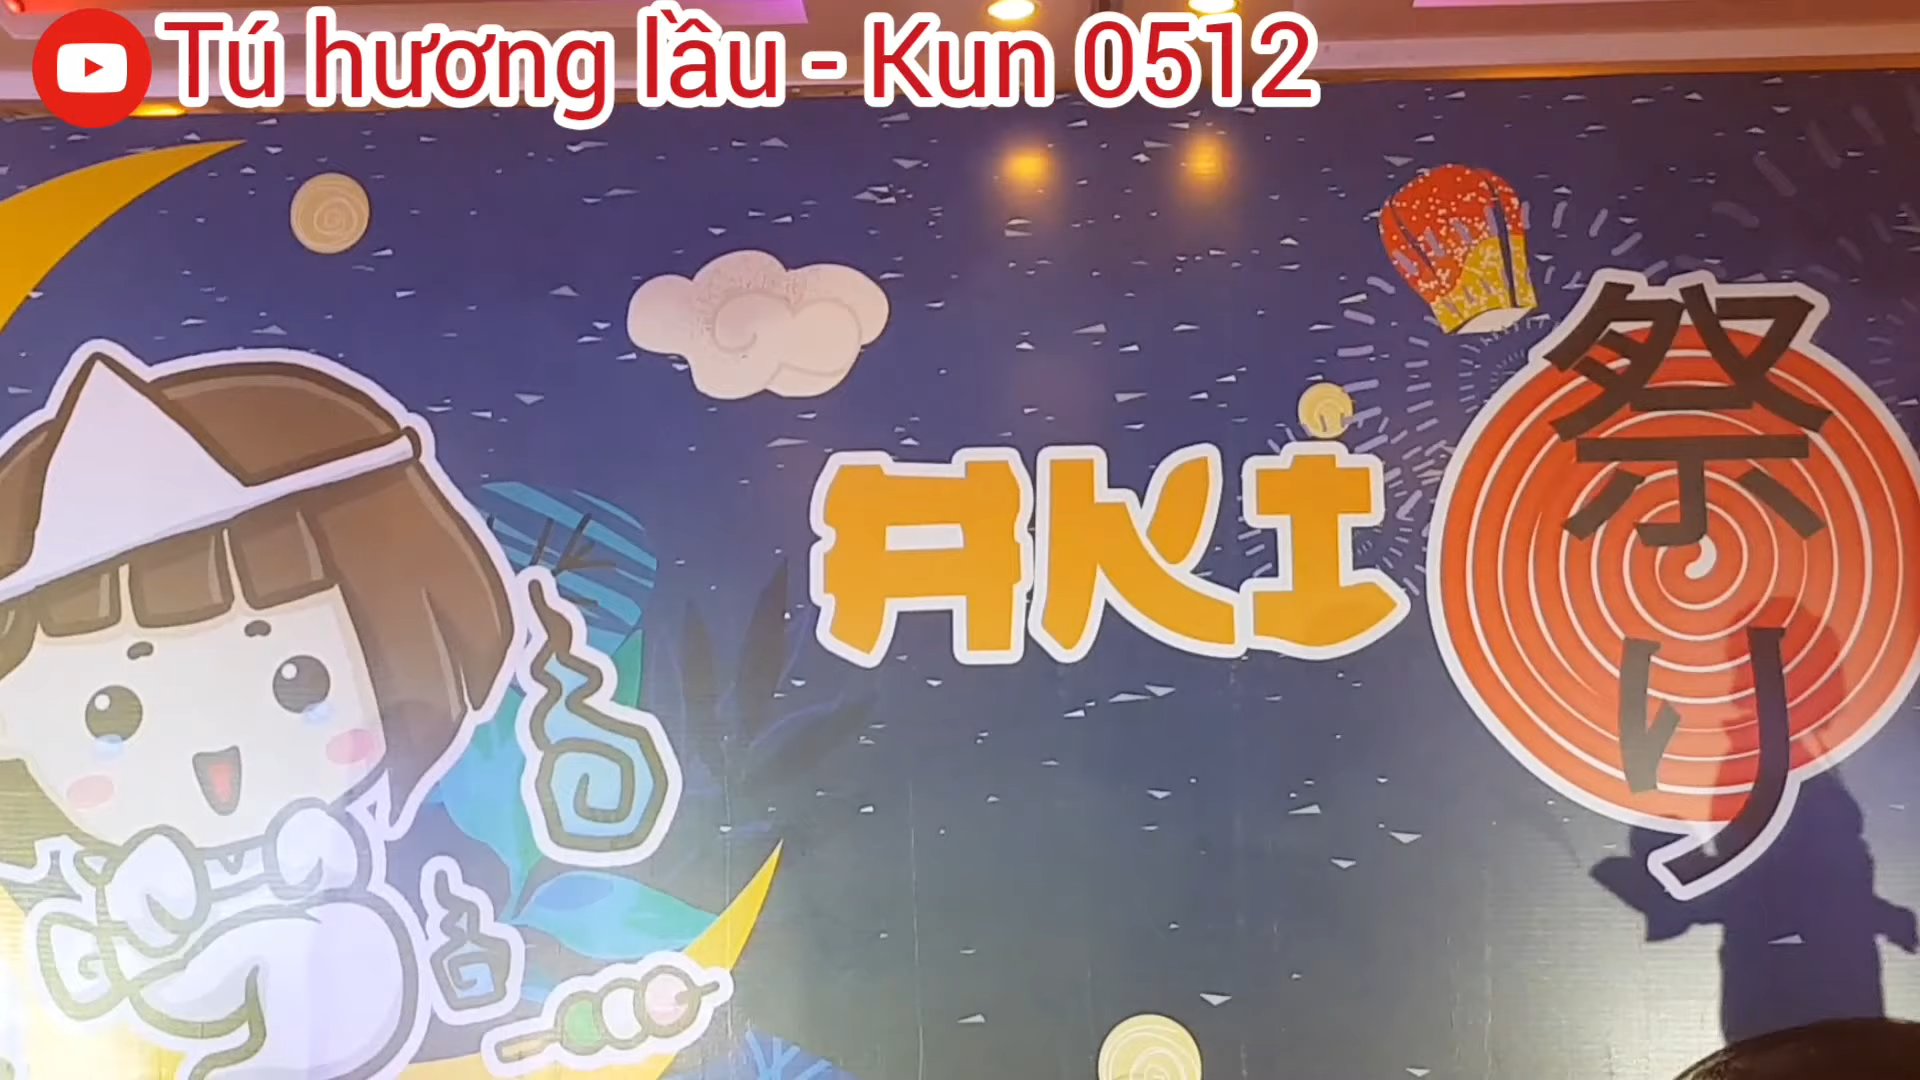 Tú hương lầu - Kun 0512
AKI
祭り